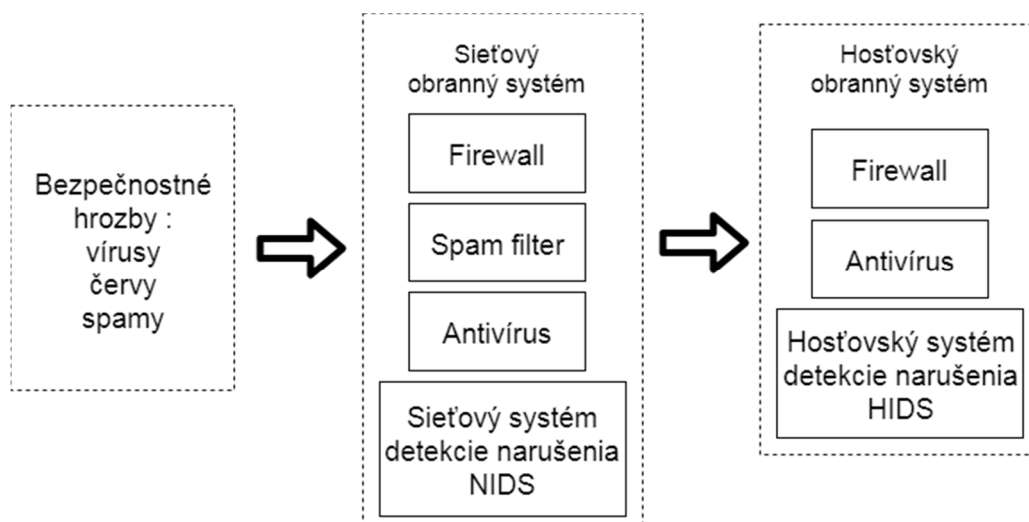 Bezpečnostné
hrozby :
vírusy
červy
spamy
Sieťový
obranný systém
Firewall
Spam filter
Antivírus
Sieťový systém
detekcie narušenia
NIDS
Hosťovský
obranný systém
Firewall
Antivírus
Hosťovský systém
detekcie narušenia
HIDS